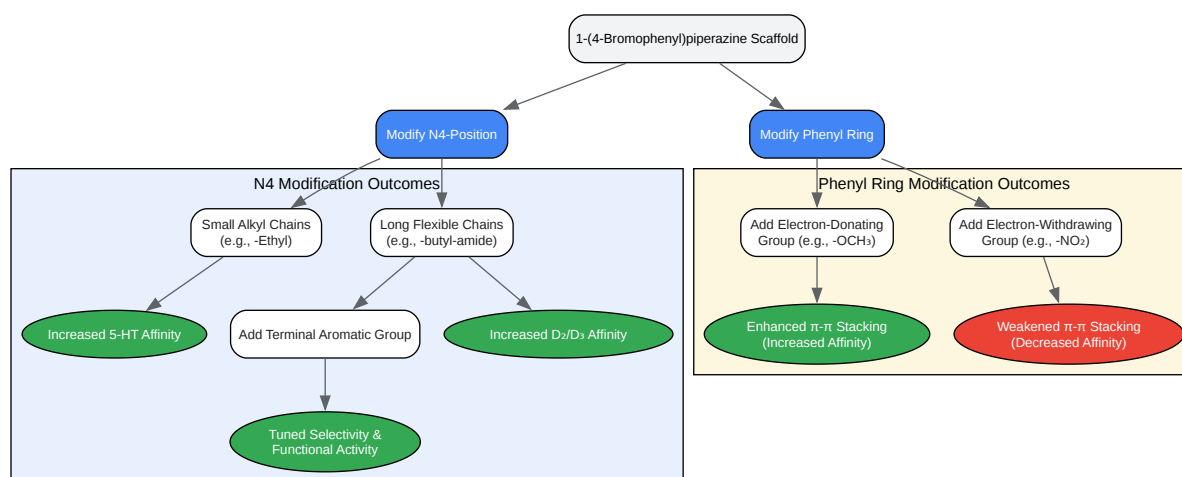 1-(4-Bromophenyl)piperazine Scaffold
Modify N4-Position
Modify Phenyl Ring
N4 Modification Outcomes
Phenyl Ring Modification Outcomes
Small Alkyl Chains
(e.g., -Ethyl)
Long Flexible Chains
(e.g., -butyl-amide)
Add Electron-Donating
Group (e.g., -OCH₃)
Add Electron-Withdrawing
Group (e.g., -NO₂)
Increased 5-HT Affinity
Add Terminal Aromatic Group
Increased D₂/D₃ Affinity
Enhanced π-π Stacking
(Increased Affinity)
Weakened π-π Stacking
(Decreased Affinity)
Tuned Selectivity &
Functional Activity